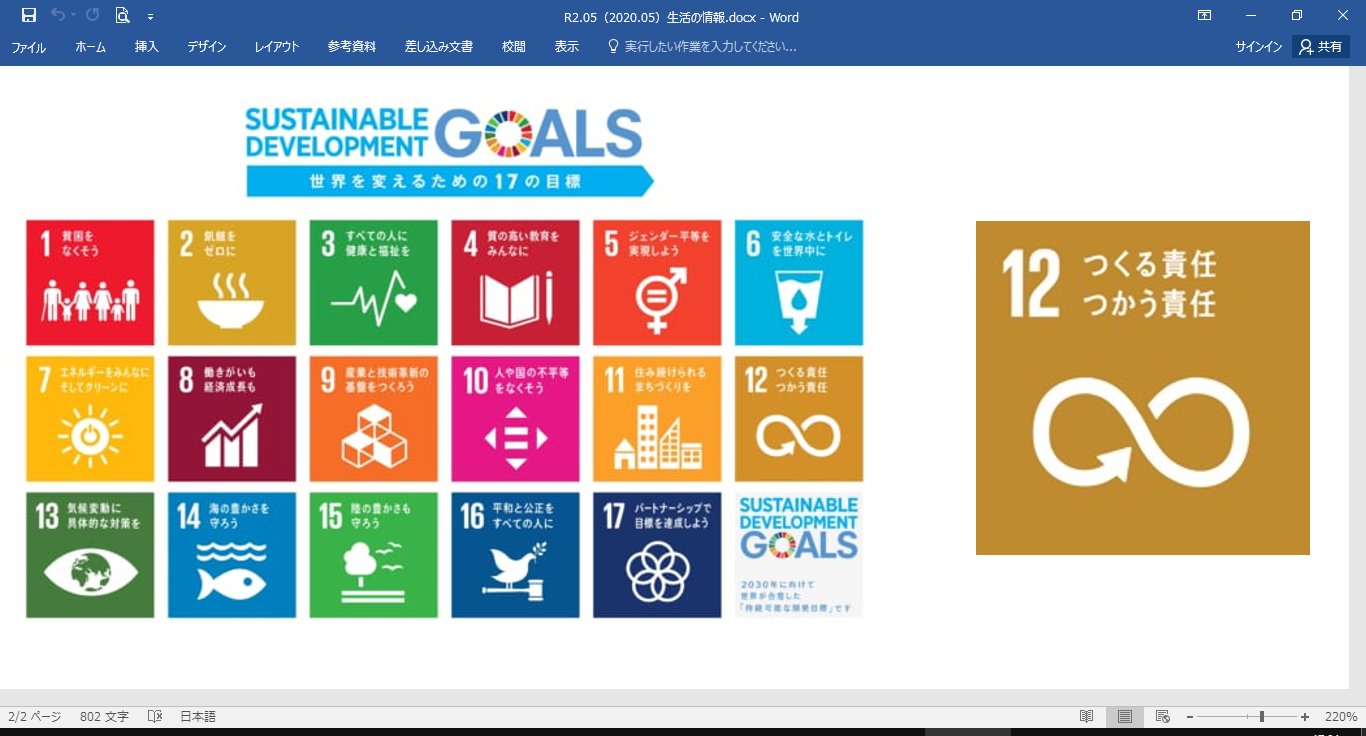 R2.05（2020.05）生活の情報.docx - Word
ファイル ホーム 挿入 デザイン レイアウト 参考資料 差し込み文書 校閲 表示 実行したい作業を入力してください... サインイン 共有
SUSTAINABLE
DEVELOPMENT
GOALS
世界を変えるための17の目標
1 貧困を
なくそう
2 飢餓を
ゼロに
3 すべての人に
健康と福祉を
4 質の高い教育を
みんなに
5 ジェンダー平等を
実現しよう
6 安全な水とトイレ
を世界中に
7 エネルギーをみんなに
そしてクリーンに
8 働きがいも
経済成長も
9 産業と技術革新の
基盤をつくろう
10 人や国の不平等
をなくそう
11 住み続けられる
まちづくりを
12 つくる責任
つかう責任
13 気候変動に
具体的な対策を
14 海の豊かさを
守ろう
15 陸の豊かさも
守ろう
16 平和と公正を
すべての人に
17 パートナーシップで
目標を達成しよう
SUSTAINABLE
DEVELOPMENT
GOALS
2030年に向けて
世界が合意した
「持続可能な開発目標」です
12 つくる責任
つかう責任
2/2 ページ 802 文字 日本語 220%